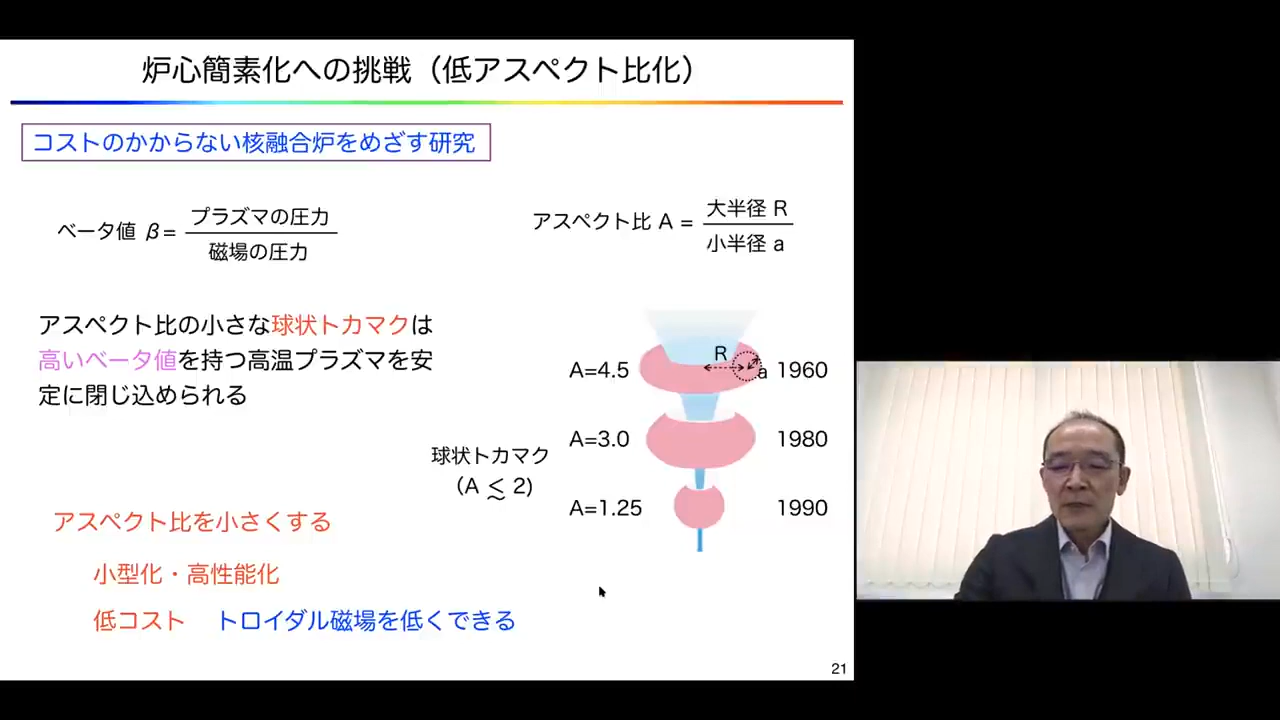 炉心簡素化への挑戦（低アスペクト比化）
コストのかからない核融合炉をめざす研究
ベータ値 β =
プラズマの圧力
磁場の圧力
アスペクト比 A =
大半径 R
小半径 a
アスペクト比の小さな球状トカマクは
高いベータ値を持つ高温プラズマを安
定に閉じ込められる
R
a
A=4.5
1960
A=3.0
1980
球状トカマク
(A ≲ 2)
A=1.25
1990
アスペクト比を小さくする
小型化・高性能化
低コスト トロイダル磁場を低くできる
21